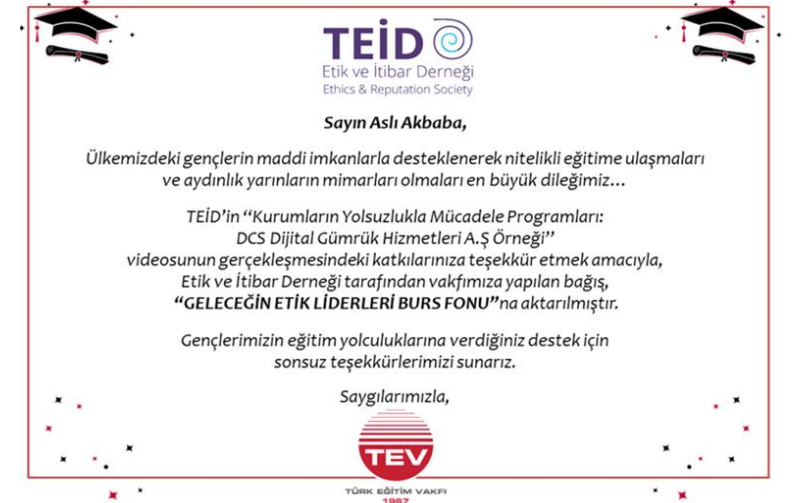 TEİD
Etik ve İtibar Derneği
Ethics & Reputation Society
Sayın Aslı Akbaba,
Ülkemizdeki gençlerin maddi imkanlarla desteklenerek nitelikli eğitime ulaşmaları
ve aydınlık yarınların mimarları olmaları en büyük dileğimiz...
TEİD’in “Kurumların Yolsuzlukla Mücadele Programları:
DCS Dijital Gümrük Hizmetleri A.Ş Örneği”
videosunun gerçekleşmesindeki katkılarınıza teşekkür etmek amacıyla,
Etik ve İtibar Derneği tarafından vakfımıza yapılan bağış,
“GELECEĞİN ETİK LİDERLERİ BURS FONU”na aktarılmıştır.
Gençlerimizin eğitim yolculuklarına verdiğiniz destek için
sonsuz teşekkürlerimizi sunarız.
Saygılarımızla,
TEV
TÜRK EĞİTİM VAKFI
1967